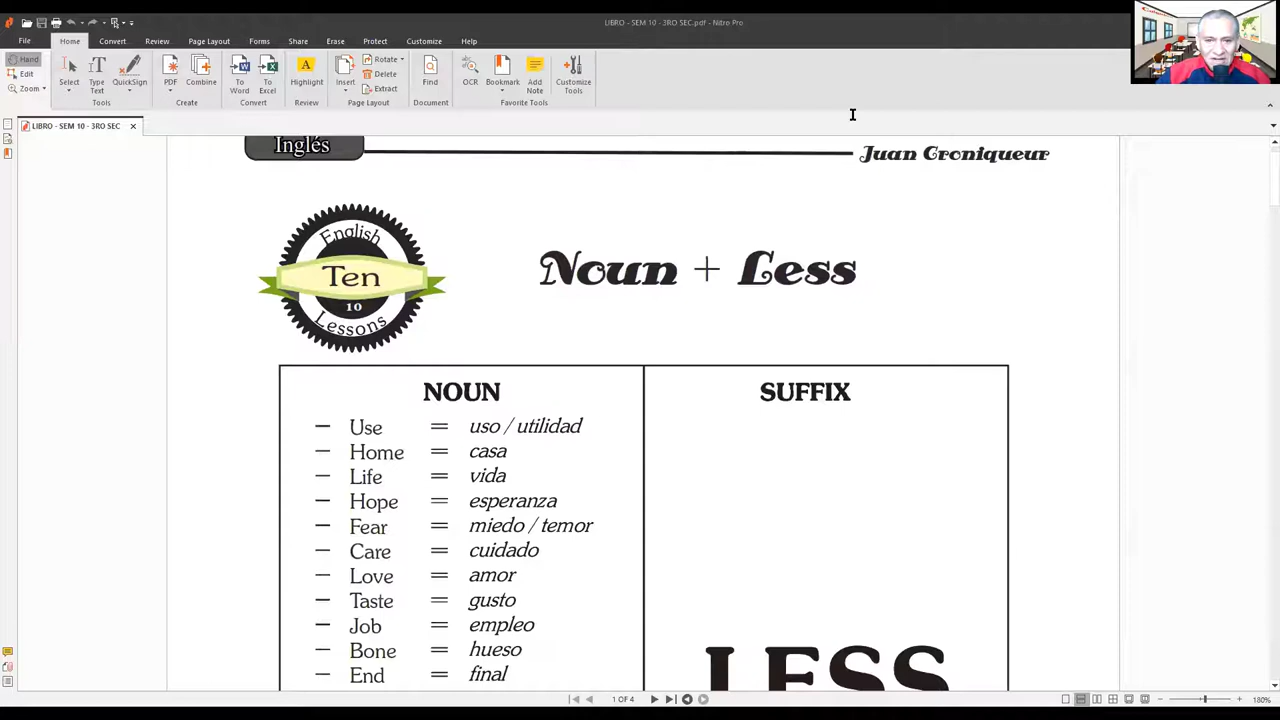 LIBRO - SEM 10 - 3RO SEC.pdf - Nitro Pro
File Home Convert Review Page Layout Forms Share Erase Protect Customize Help
Hand
Edit
Zoom
Select
Type Text
QuickSign
Tools
PDF
Combine
Create
To Word
To Excel
Convert
Highlight
Review
Insert
Rotate
Delete
Extract
Page Layout
Find
Document
OCR
Bookmark
Add Note
Customize Tools
Favorite Tools
LIBRO - SEM 10 - 3RO SEC
Inglés
Juan Croniqueur
English
Ten
10
Lessons
Noun + Less
NOUN
SUFFIX
— Use = uso / utilidad
— Home = casa
— Life = vida
— Hope = esperanza
— Fear = miedo / temor
— Care = cuidado
— Love = amor
— Taste = gusto
— Job = empleo
— Bone = hueso
— End = final
LESS
1 OF 4
180%